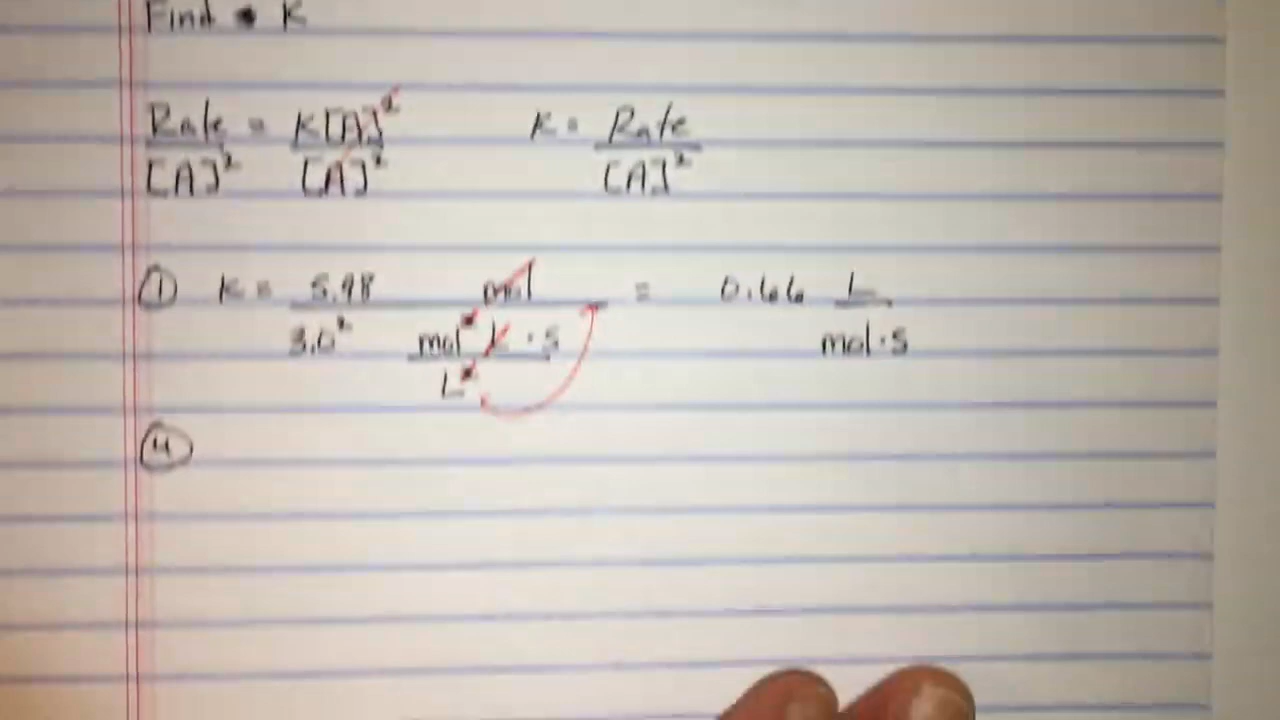 Find K
Rate = K[A]² K = Rate
[A]² [A]² [A]²
① K = 5.98 mol = 0.66 L
3.0² mol² L · s mol · s
L²
④